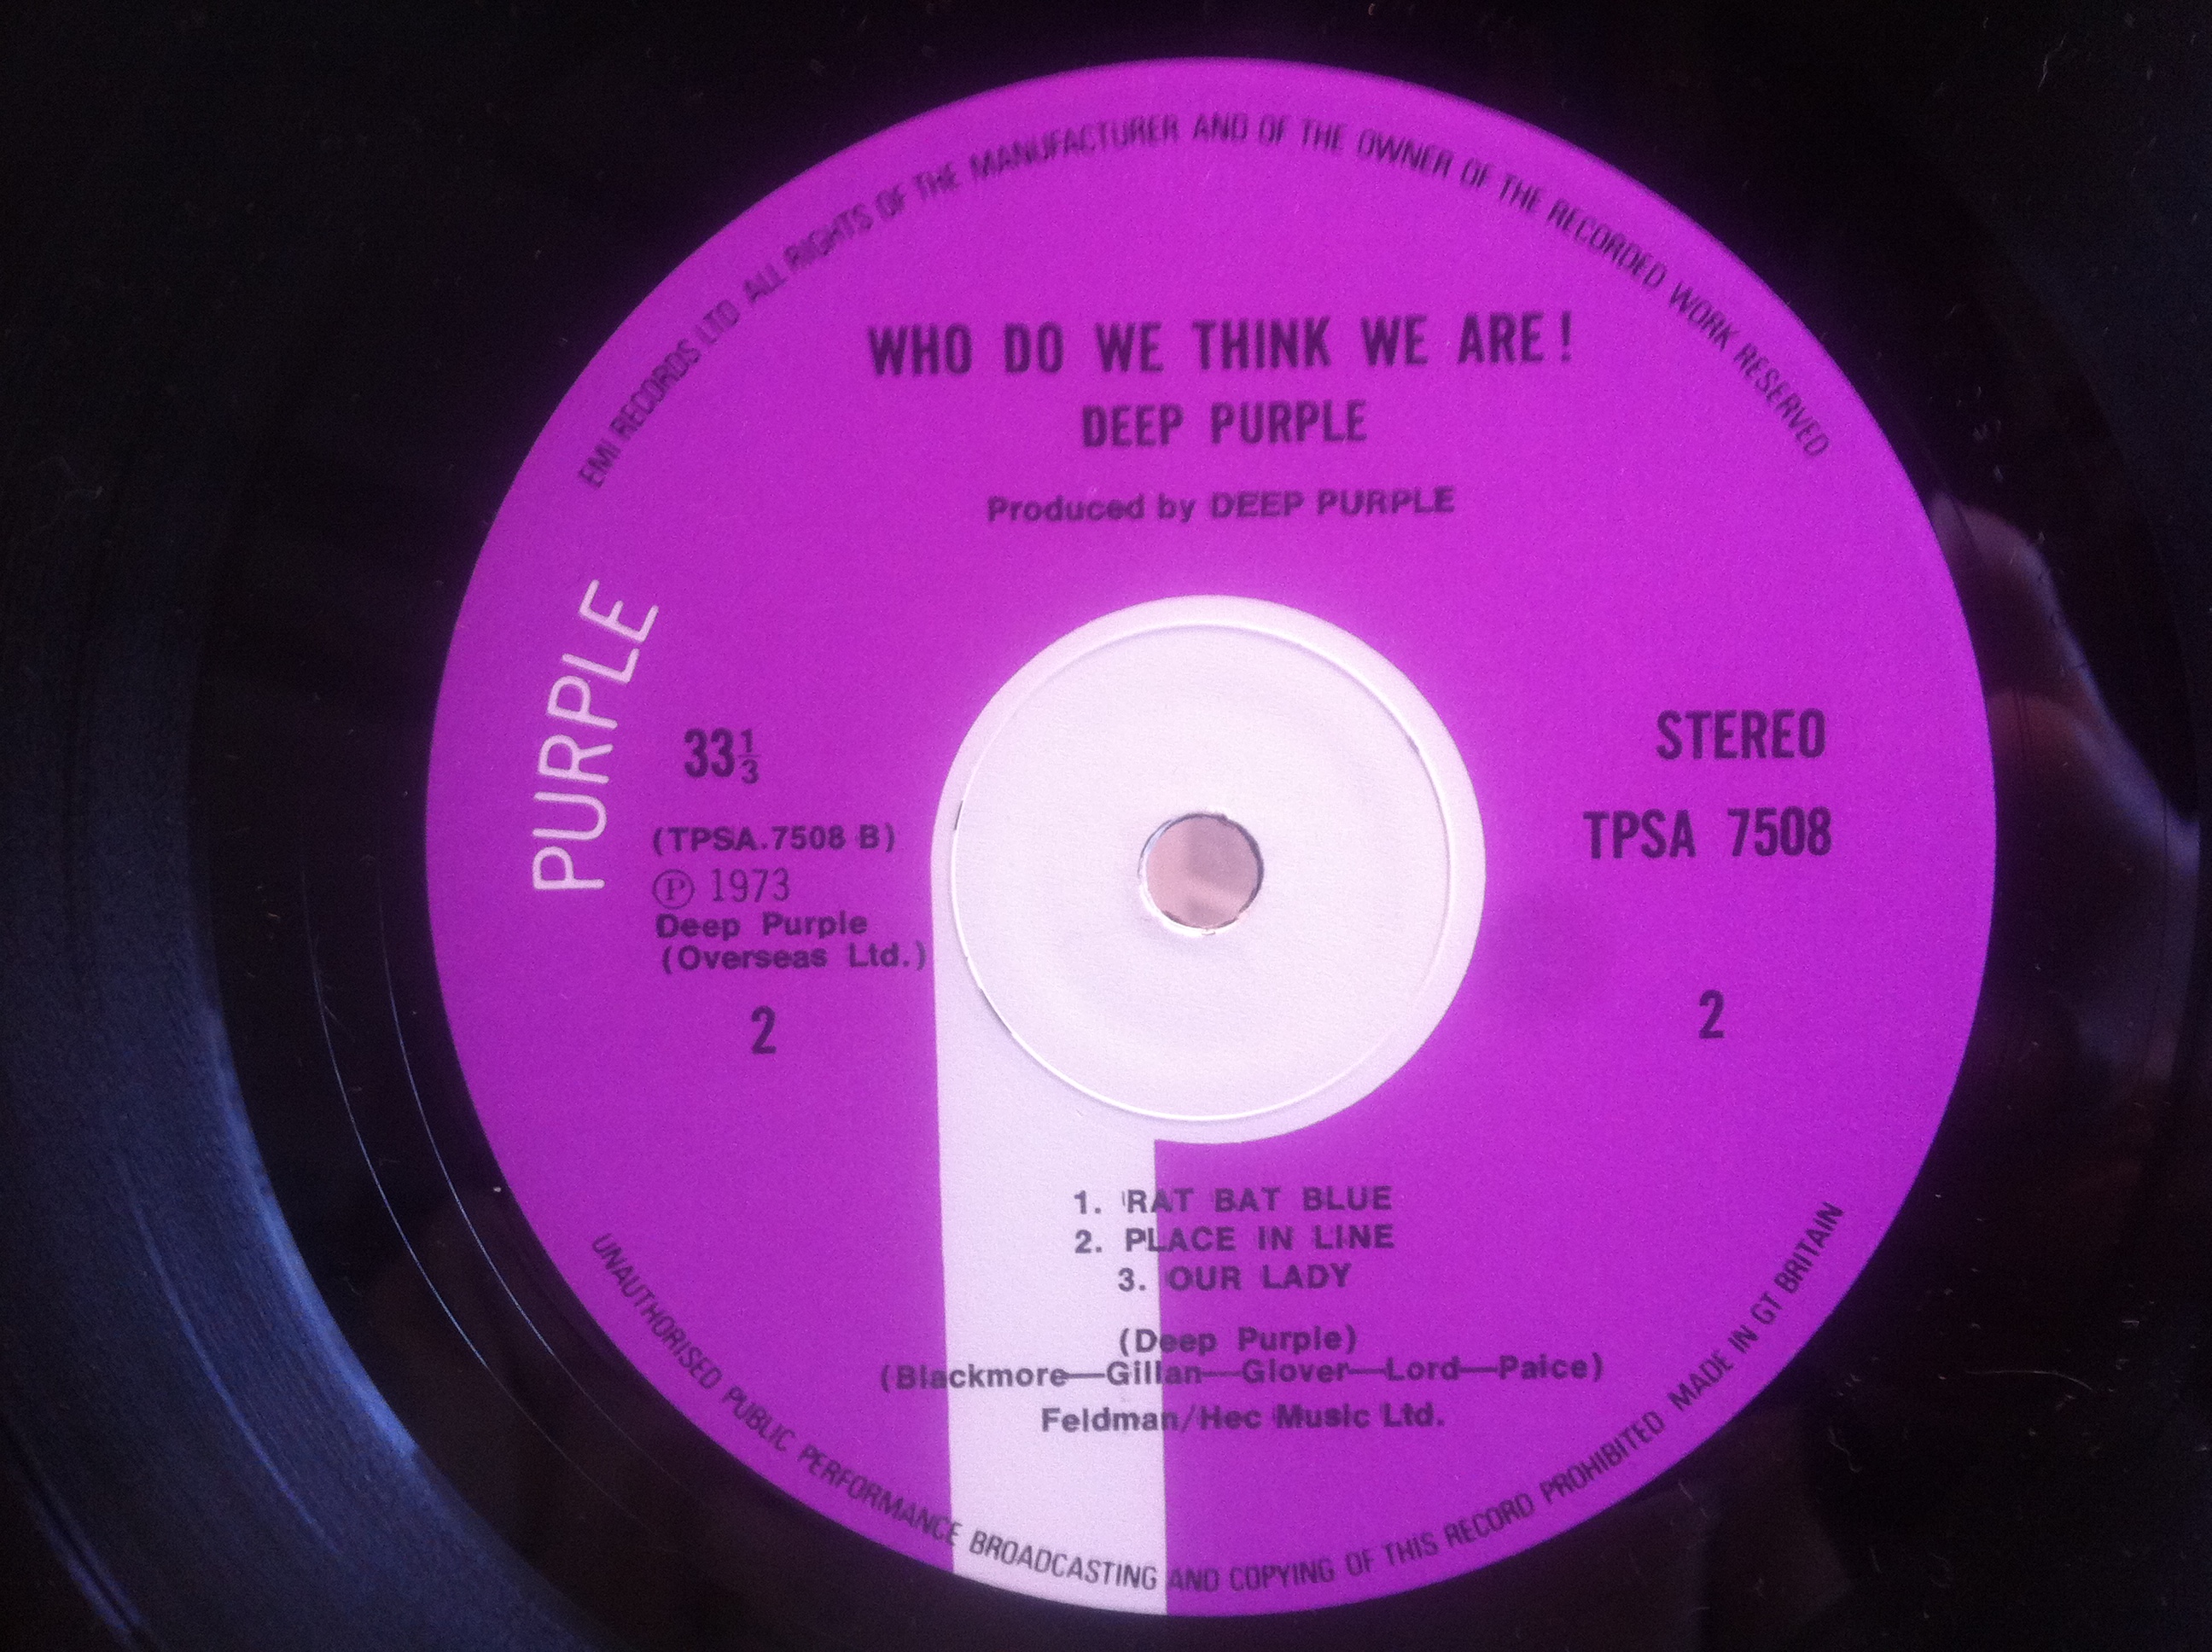 EMI RECORDS LTD ALL RIGHTS OF THE MANUFACTURER AND OF THE OWNER OF THE RECORDED WORK RESERVED
WHO DO WE THINK WE ARE!
DEEP PURPLE
Produced by DEEP PURPLE
PURPLE
33⅓
(TPSA.7508 B)
Ⓟ 1973
Deep Purple
(Overseas Ltd.)
2
STEREO
TPSA 7508
2
1. RAT BAT BLUE
2. PLACE IN LINE
3. OUR LADY
(Deep Purple)
(Blackmore—Gillan—Glover—Lord—Paice)
Feldman/Hec Music Ltd.
UNAUTHORISED PUBLIC PERFORMANCE BROADCASTING AND COPYING OF THIS RECORD PROHIBITED MADE IN GT BRITAIN